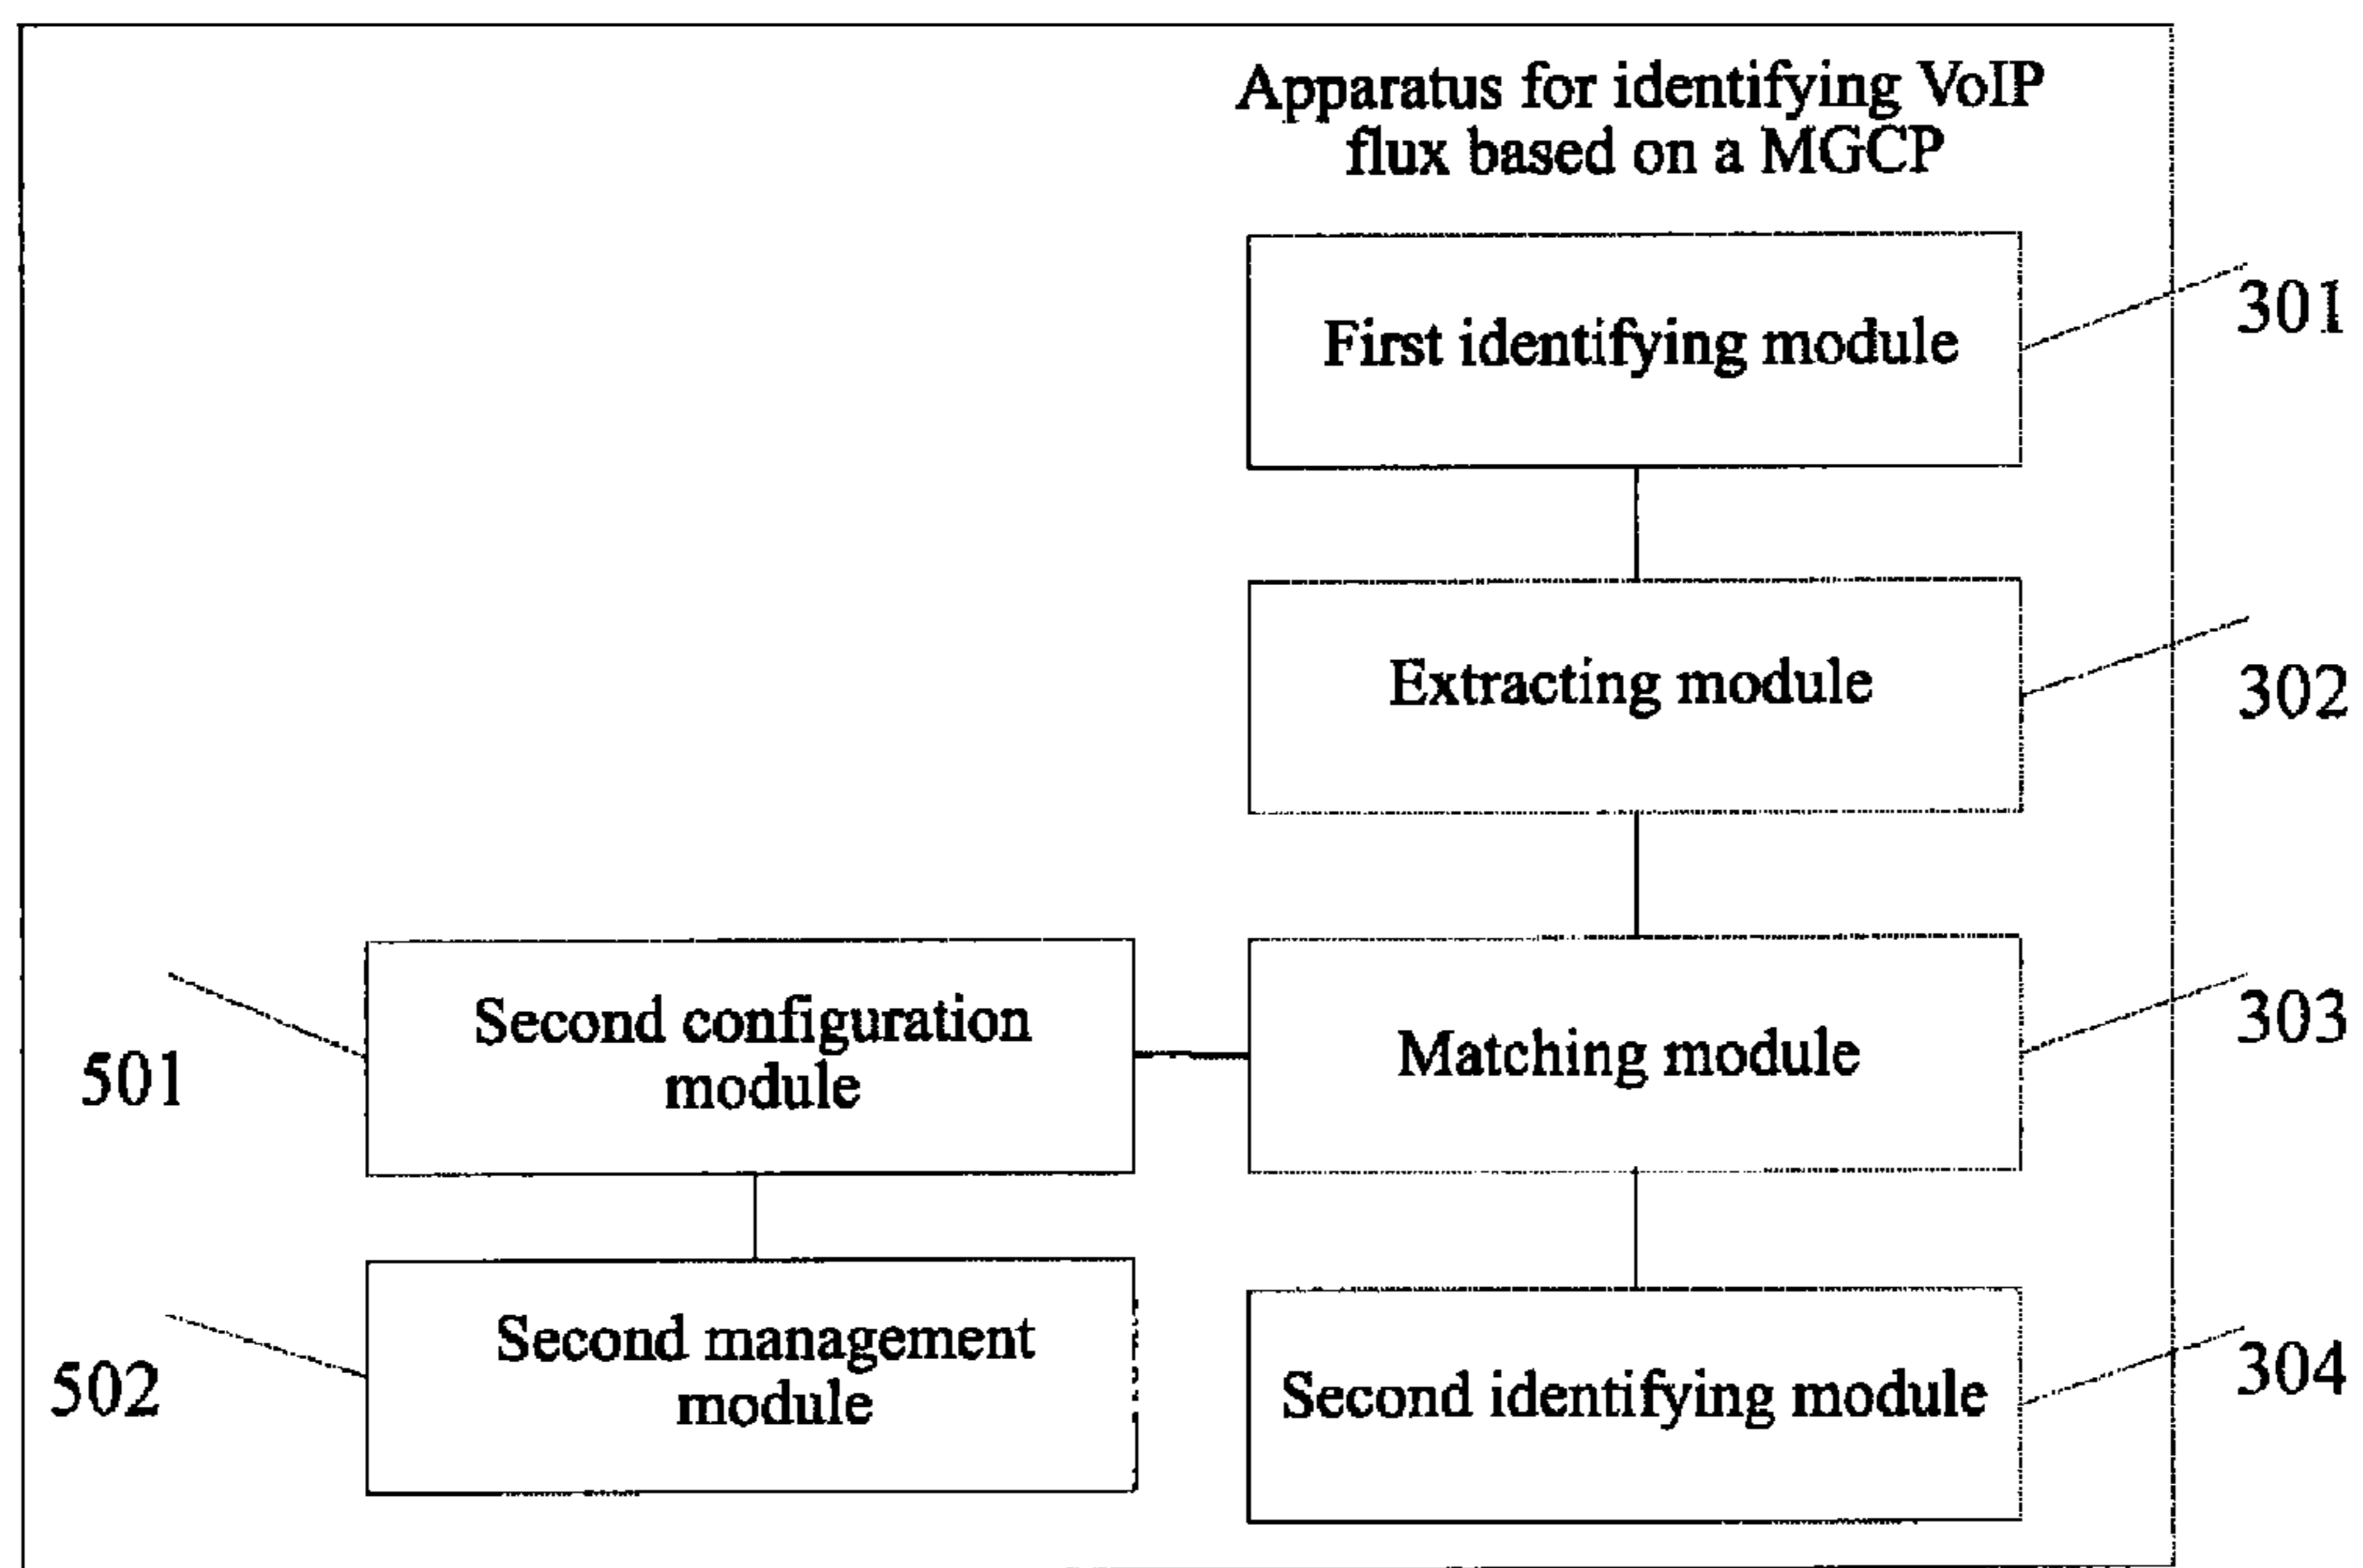 Apparatus for identifying VoIP
flux based on a MGCP
First identifying module
301
Extracting module
302
Second configuration
module
501
Matching module
303
Second management
module
502
Second identifying module
304